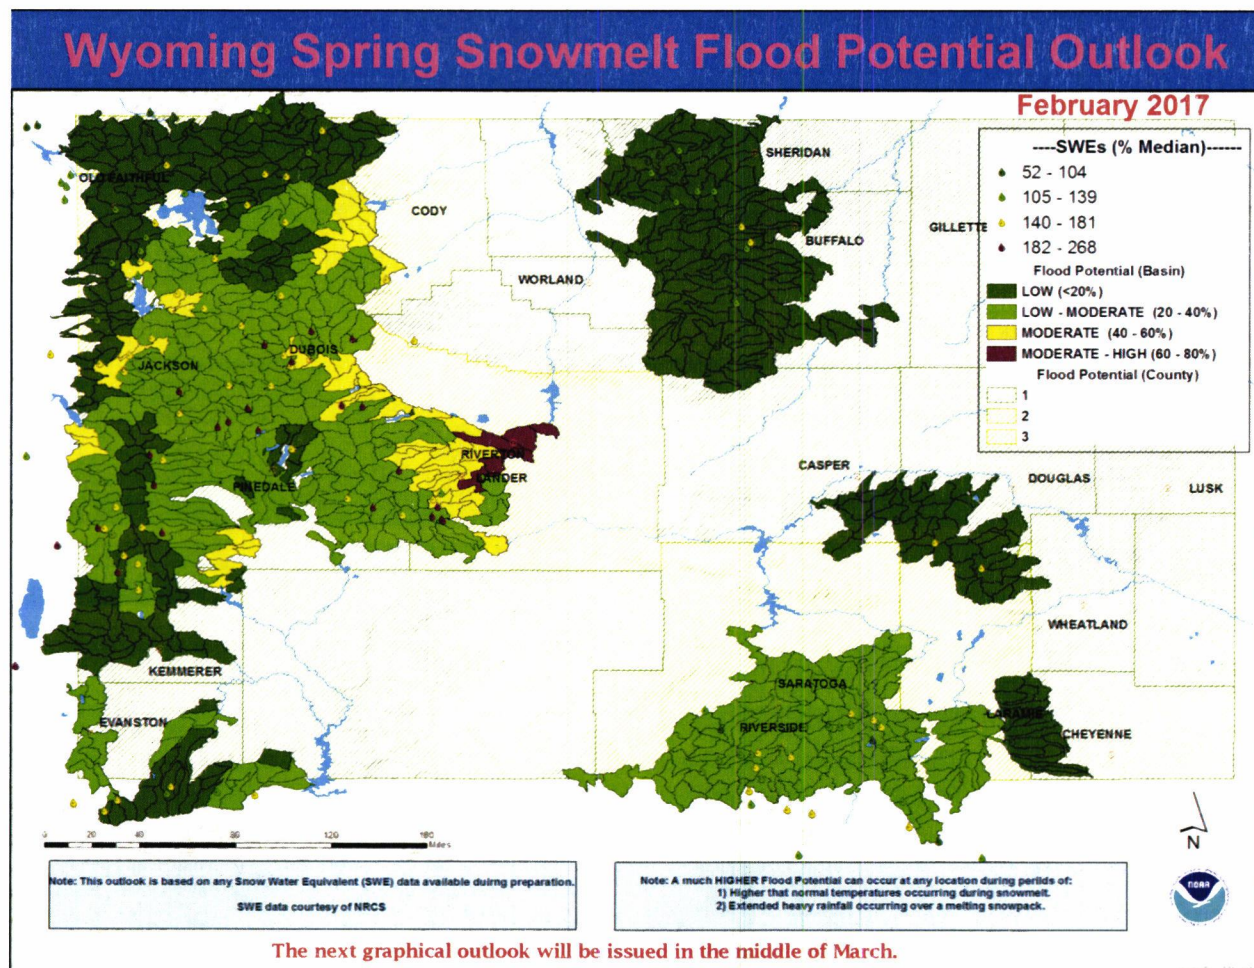 Wyoming Spring Snowmelt Flood Potential Outlook
February 2017
----SWEs (% Median)------
52 - 104
105 - 139
140 - 181
182 - 268
Flood Potential (Basin)
LOW (<20%)
LOW - MODERATE (20 - 40%)
MODERATE (40 - 60%)
MODERATE - HIGH (60 - 80%)
Flood Potential (County)
1
2
3
SHERIDAN
OLD FAITHFUL
CODY
GILLETTE
BUFFALO
WORLAND
DUBOIS
JACKSON
RIVERTON
CASPER
LANDER
DOUGLAS
PINEDALE
LUSK
WHEATLAND
KEMMERER
SARATOGA
LARAMIE
EVANSTON
RIVERSIDE
CHEYENNE
0 20 40 80 120 160
Miles
N
NOAA
Note: This outlook is based on any Snow Water Equivalent (SWE) data available duirng preparation.
SWE data courtesy of NRCS
Note: A much HIGHER Flood Potential can occur at any location during perilds of:
1) Higher that normal temperatures occurring during snowmelt.
2) Extended heavy rainfall occurring over a melting snowpack.
The next graphical outlook will be issued in the middle of March.